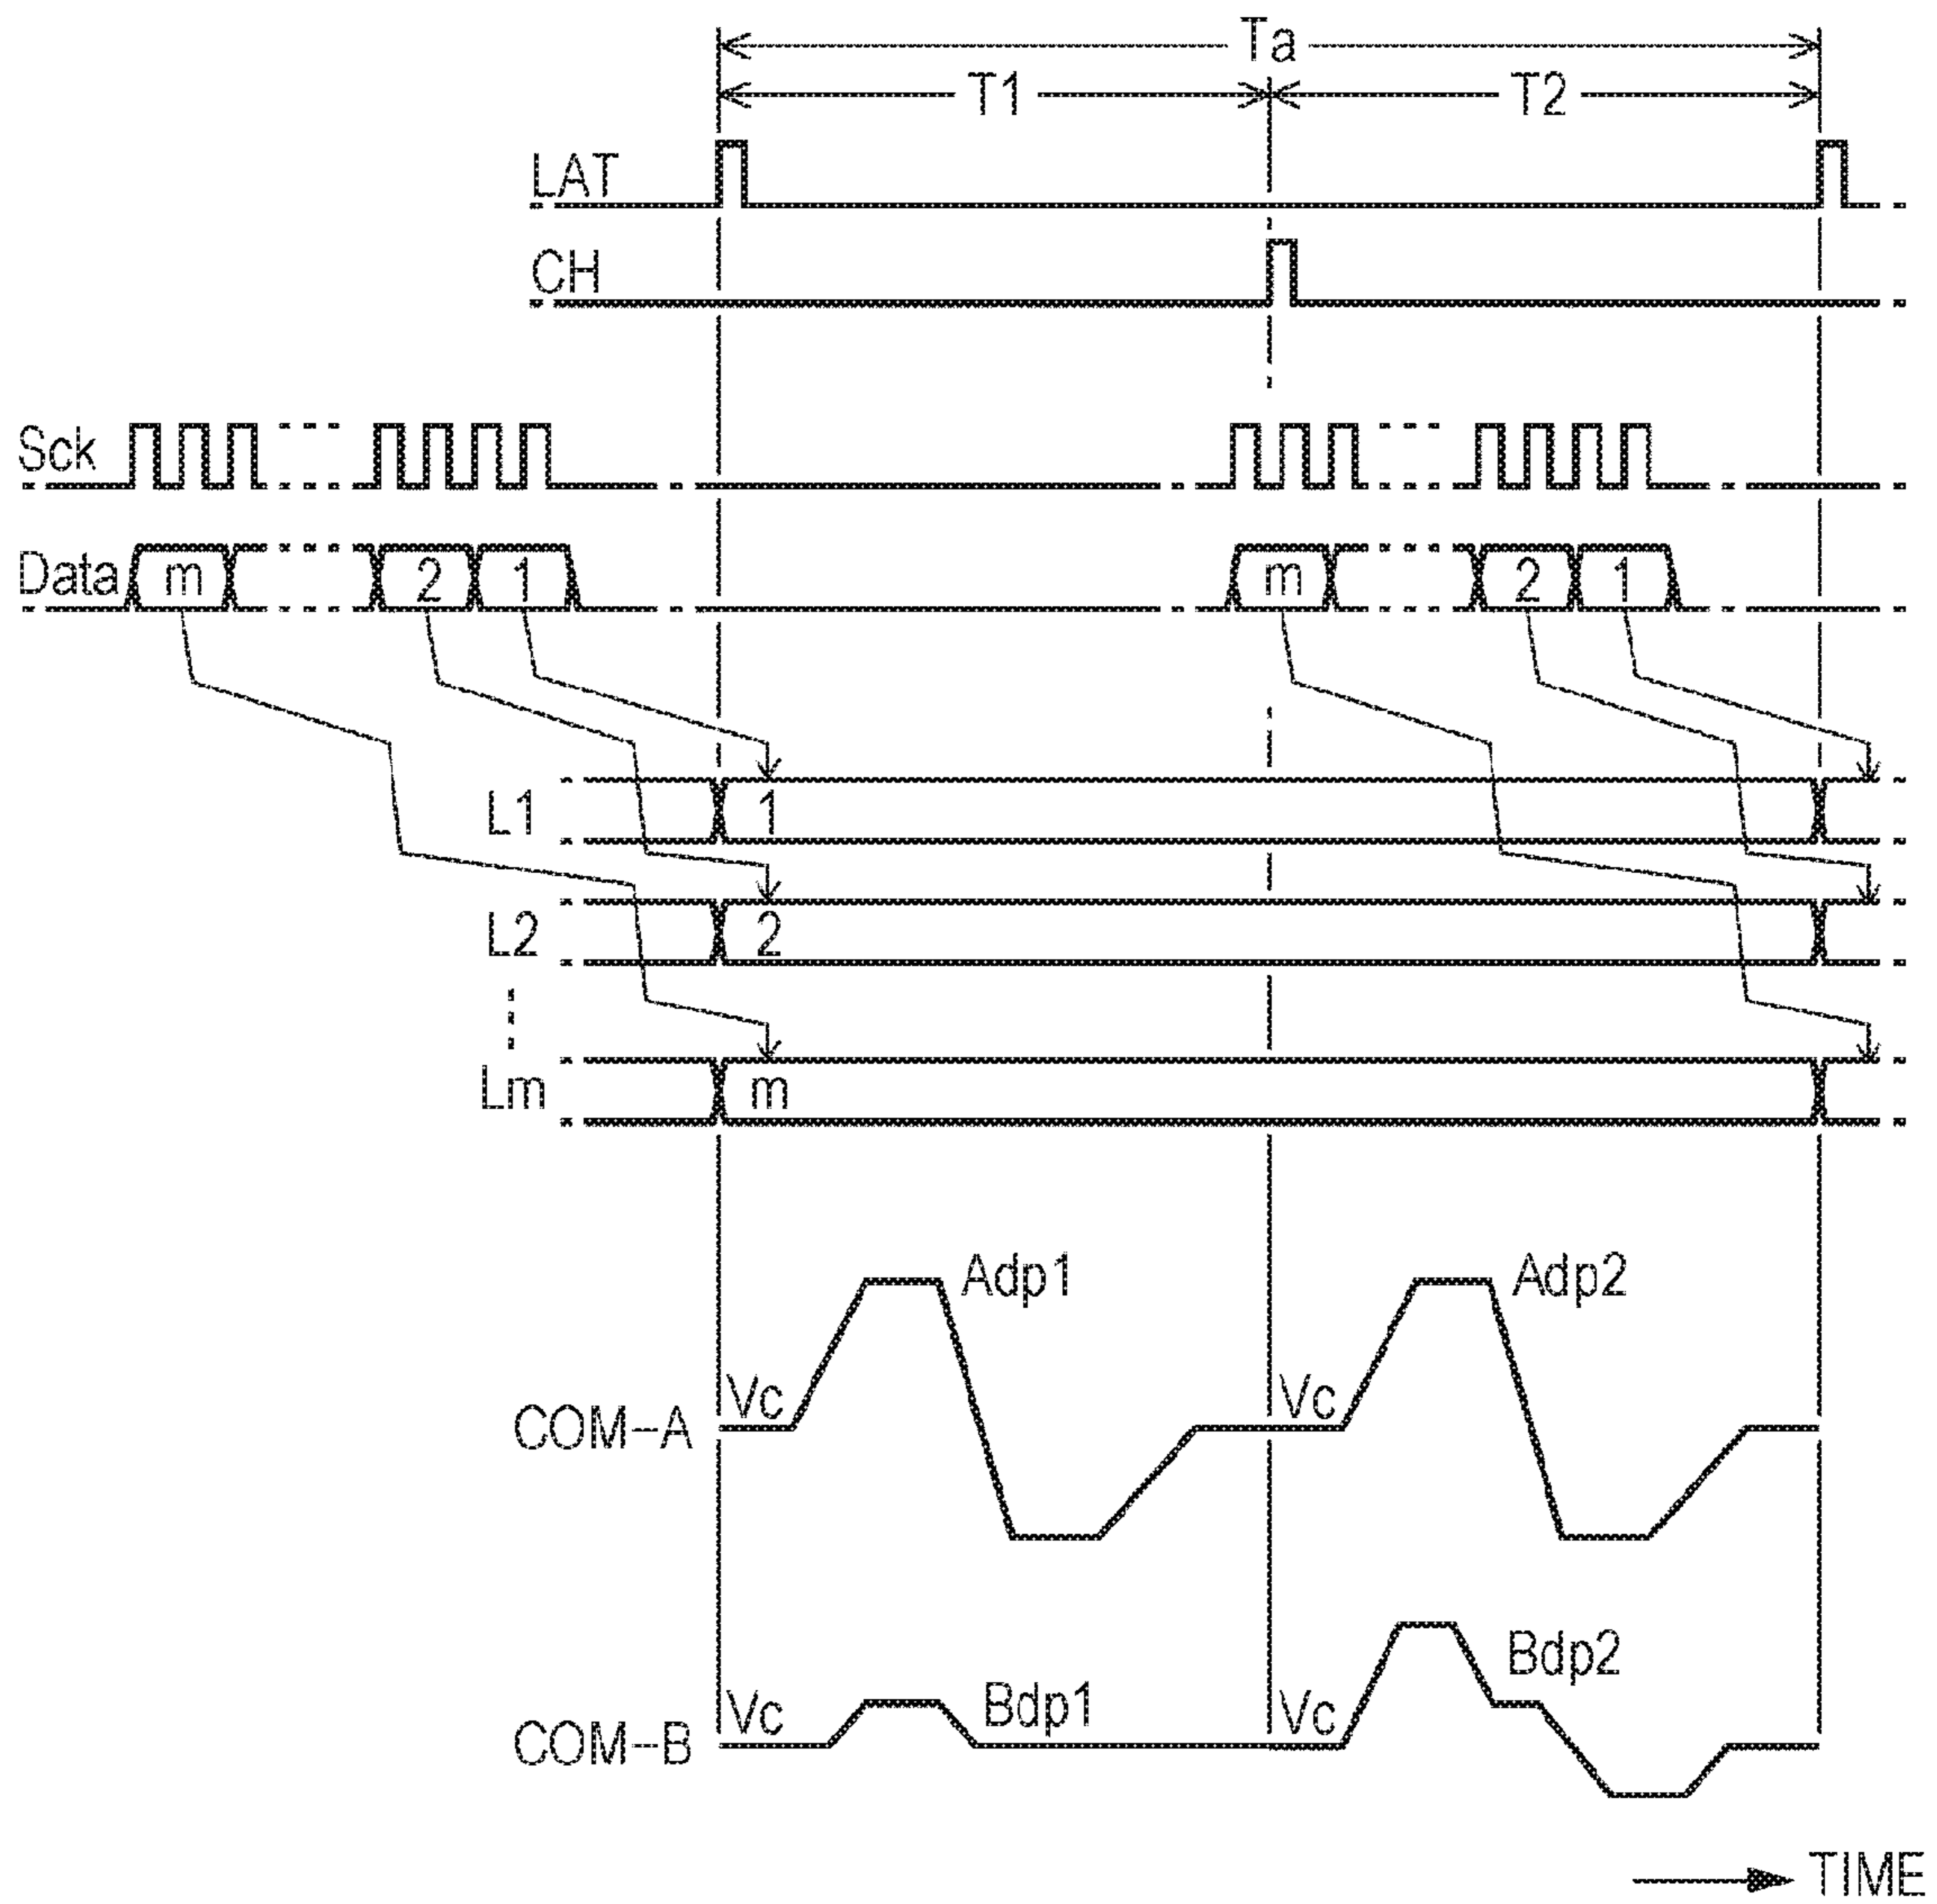 Ta
T1 T2
LAT
CH
Sck
Data m 2 1 m 2 1
L1 1
L2 2
Lm m
Adp1 Adp2
COM-A Vc Vc
Bdp2
COM-B Vc Bdp1 Vc
TIME